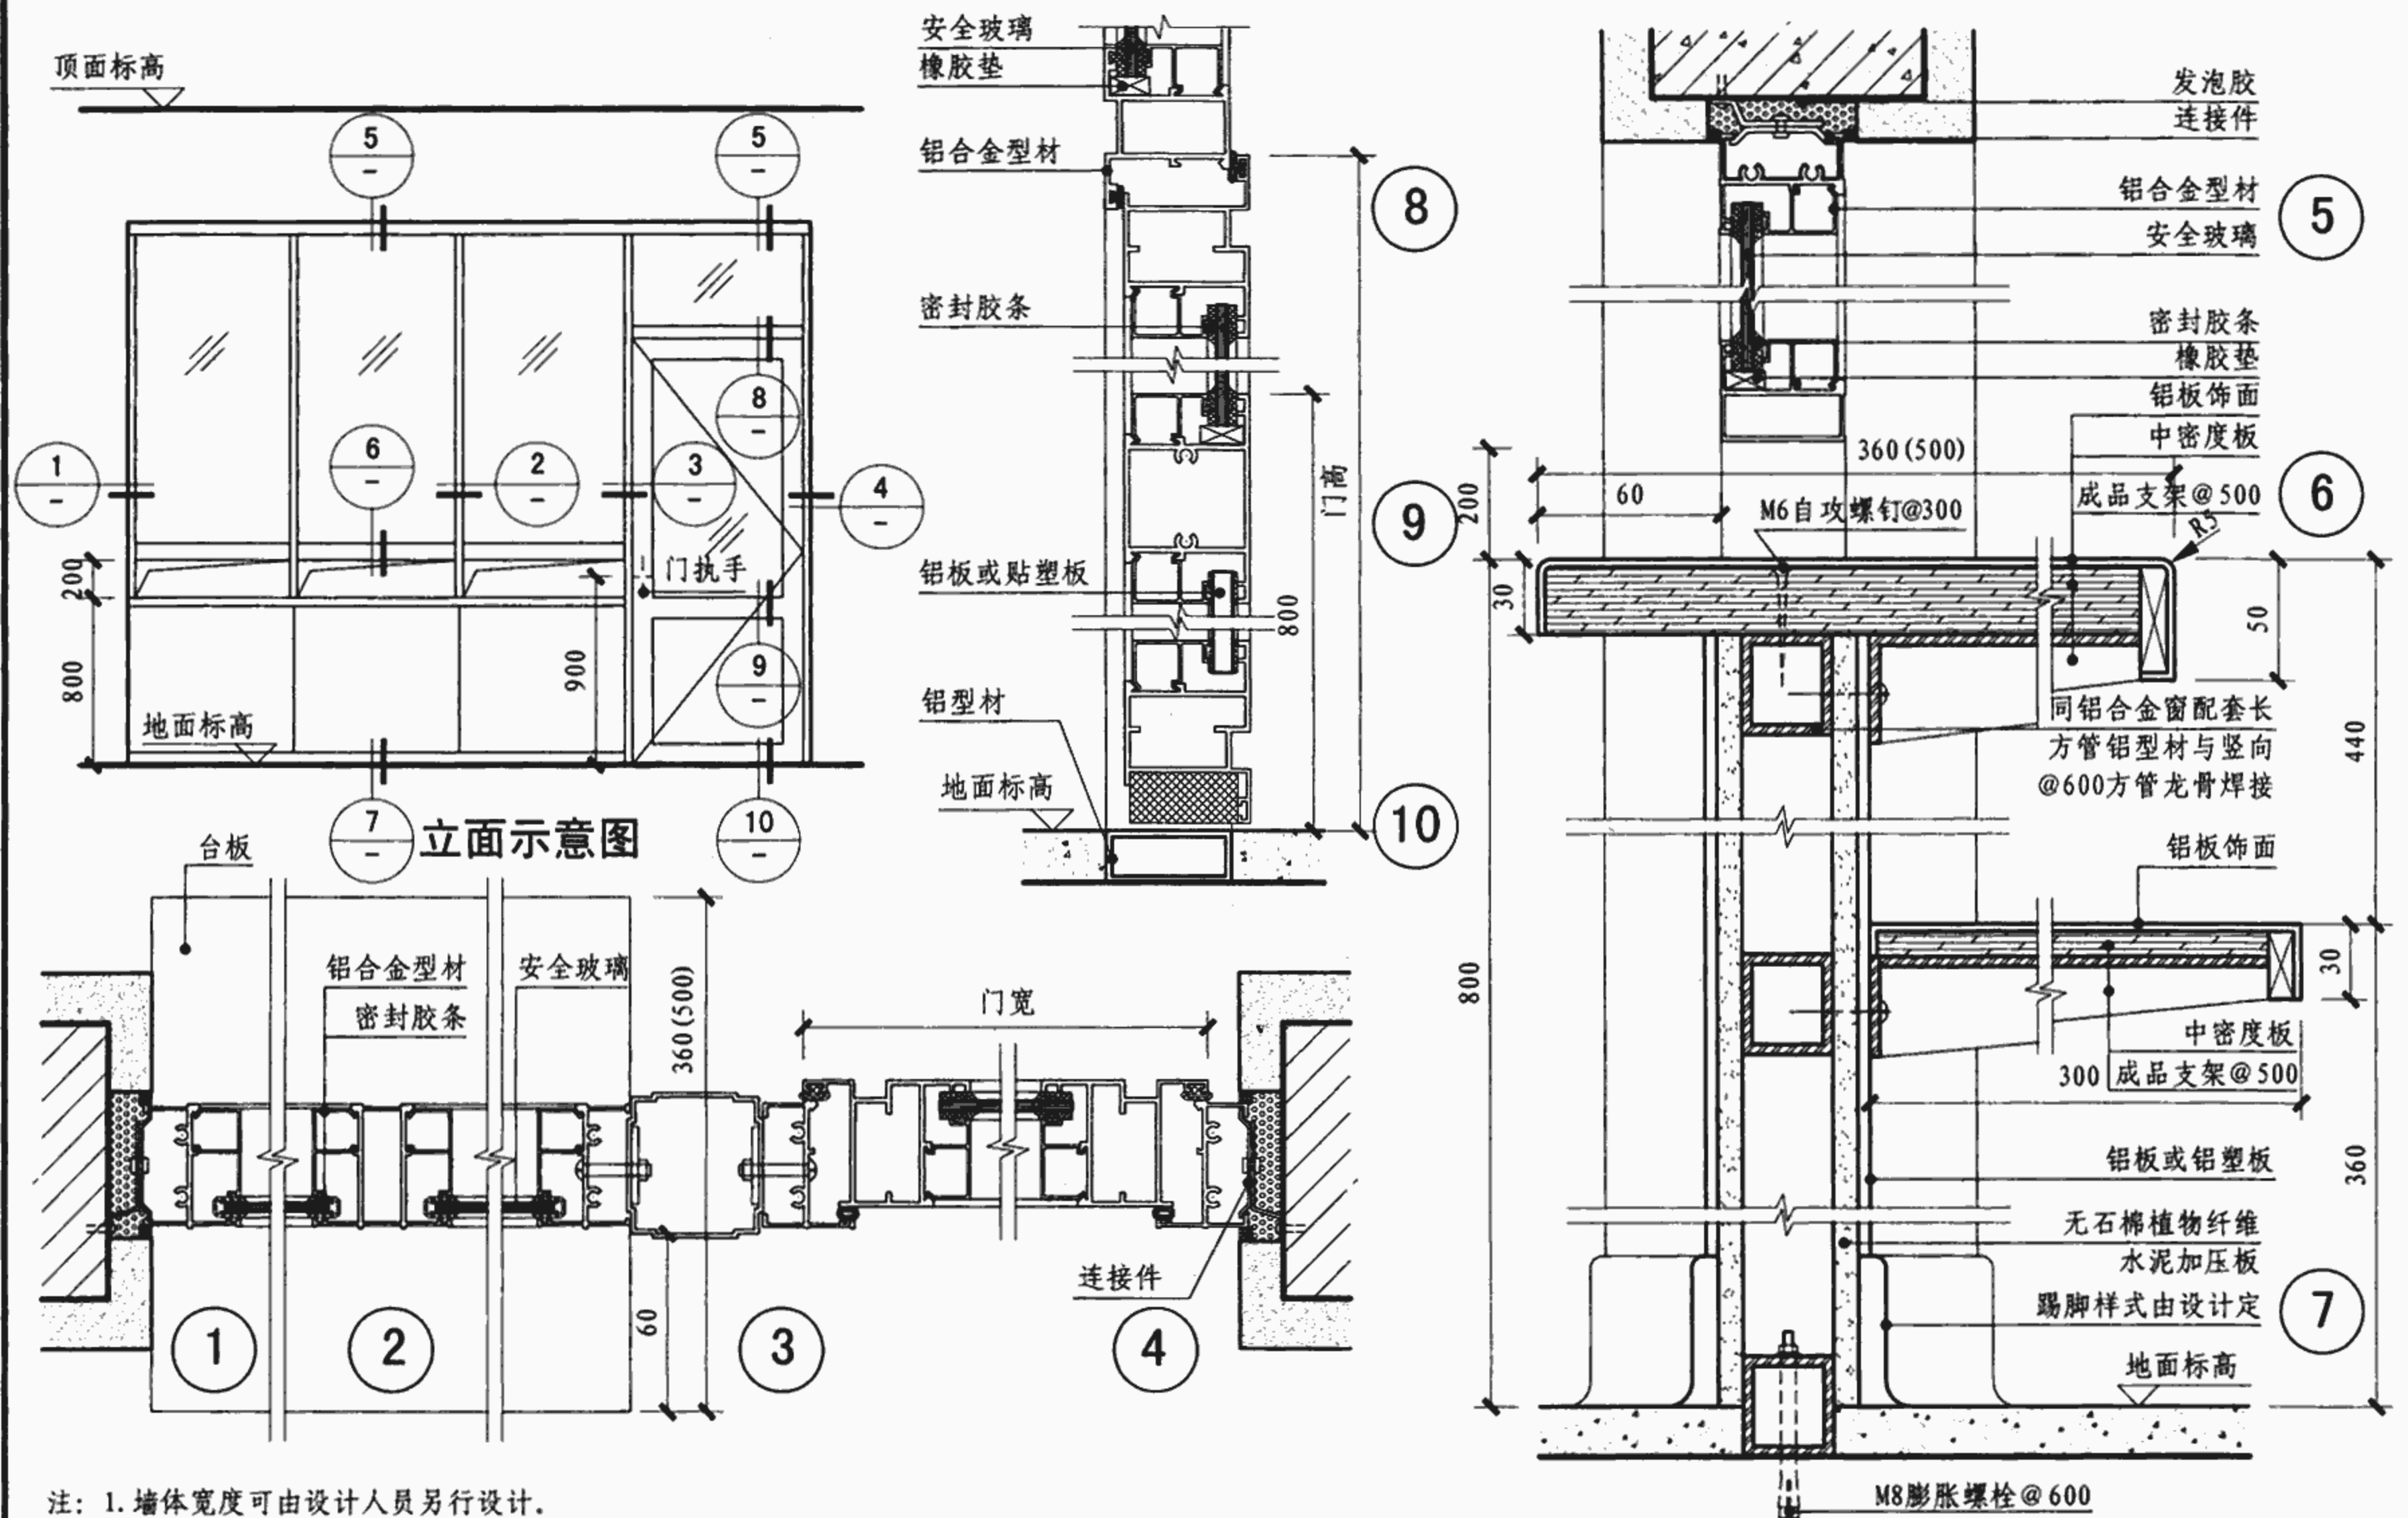 顶面标高
5
–
5
–
8
–
6
–
2
–
3
–
1
–
4
–
门执手
200
800
900
9
–
地面标高
7
–
10
–
立面示意图
安全玻璃
橡胶垫
铝合金型材
密封胶条
铝板或贴塑板
铝型材
地面标高
门高
800
8
9
10
台板
铝合金型材
安全玻璃
密封胶条
360(500)
60
门宽
连接件
1
2
3
4
发泡胶
连接件
铝合金型材
安全玻璃
5
密封胶条
橡胶垫
铝板饰面
中密度板
360(500)
成品支架@500
6
60
200
M6自攻螺钉@300
R5
30
50
同铝合金窗配套长
方管铝型材与竖向
@600方管龙骨焊接
440
铝板饰面
800
30
中密度板
300
成品支架@500
铝板或铝塑板
360
无石棉植物纤维
水泥加压板
踢脚样式由设计定
7
地面标高
M8膨胀螺栓@600
注: 1.墙体宽度可由设计人员另行设计.